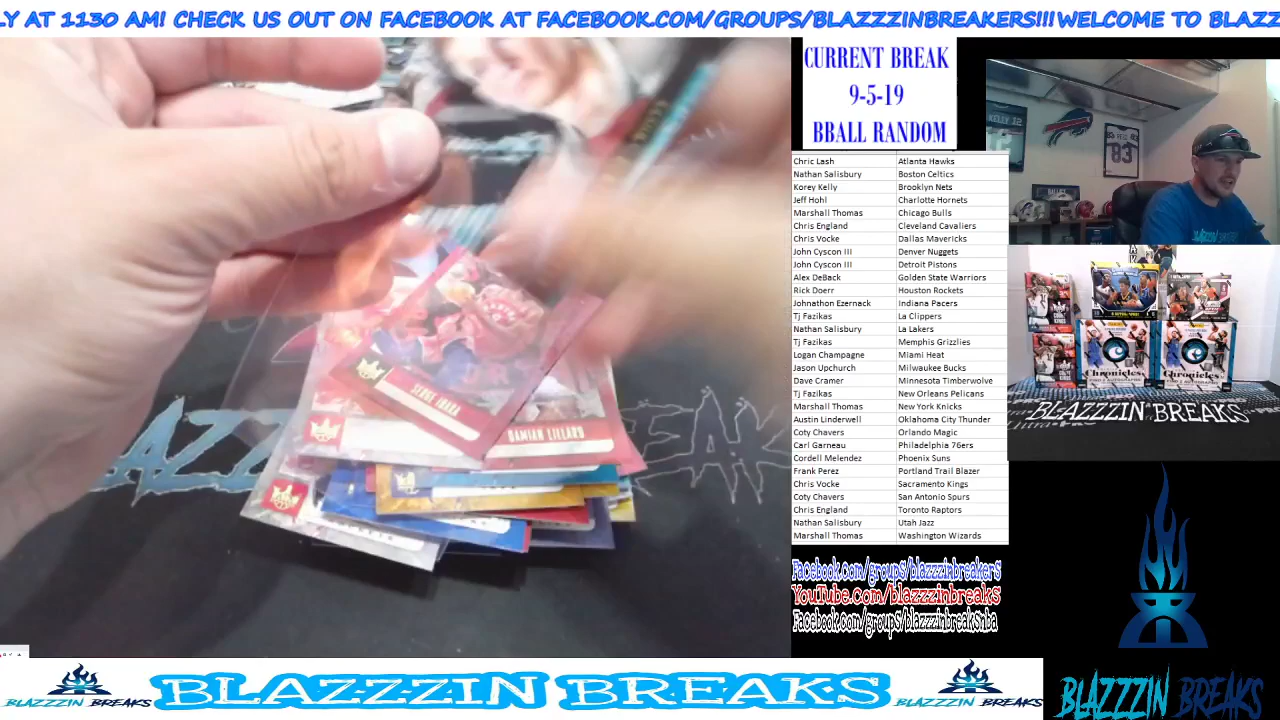 LY AT 1130 AM! CHECK US OUT ON FACEBOOK AT FACEBOOK.COM/GROUPS/BLAZZZINBREAKERS!!! WELCOME TO BLAZZ
CURRENT BREAK
9-5-19
BBALL RANDOM
Chric Lash Atlanta Hawks
Nathan Salisbury Boston Celtics
Korey Kelly Brooklyn Nets
Jeff Hohl Charlotte Hornets
Marshall Thomas Chicago Bulls
Chris England Cleveland Cavaliers
Chris Vocke Dallas Mavericks
John Cyscon III Denver Nuggets
John Cyscon III Detroit Pistons
Alex DeBack Golden State Warriors
Rick Doerr Houston Rockets
Johnathon Ezernack Indiana Pacers
Tj Fazikas La Clippers
Nathan Salisbury La Lakers
Tj Fazikas Memphis Grizzlies
Logan Champagne Miami Heat
Jason Upchurch Milwaukee Bucks
Dave Cramer Minnesota Timberwolve
Tj Fazikas New Orleans Pelicans
Marshall Thomas New York Knicks
Austin Linderwell Oklahoma City Thunder
Coty Chavers Orlando Magic
Carl Garneau Philadelphia 76ers
Cordell Melendez Phoenix Suns
Frank Perez Portland Trail Blazer
Chris Vocke Sacramento Kings
Coty Chavers San Antonio Spurs
Chris England Toronto Raptors
Nathan Salisbury Utah Jazz
Marshall Thomas Washington Wizards
Facebook.com/groups/blazzzinbreakers
YouTube.com/blazzzinbreaks
Facebook.com/groups/blazzzinbreaksnba
SERGE IBAKA
DAMIAN LILLARD
BREAK
KELLY 12
83
Chronicles
Chronicles
BLAZZZIN BREAKS
BLAZZZIN BREAKS
BLAZZZIN BREAKS
BLAZZZIN BREAKS
BLAZZZIN BREAKS